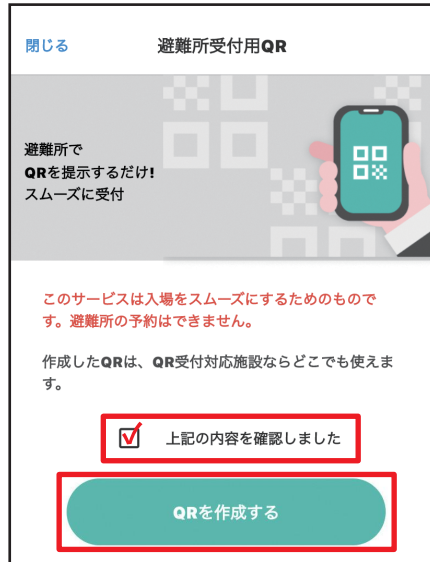 閉じる 避難所受付用QR
避難所で
QRを提示するだけ!
スムーズに受付
このサービスは入場をスムーズにするためのもので
す。避難所の予約はできません。
作成したQRは、QR受付対応施設ならどこでも使えま
す。
上記の内容を確認しました
QRを作成する